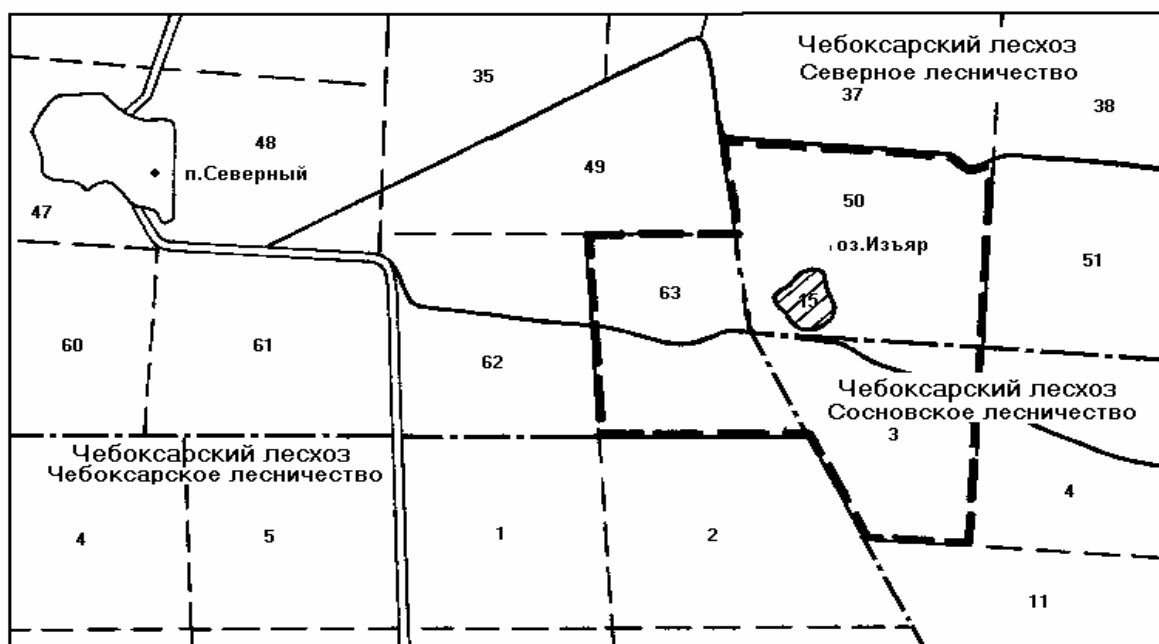 Чебоксарский лесхоз
Северное лесничество
35
37
38
48
п.Северный
49
47
50
оз.Изъяр
51
63
15
60
61
62
Чебоксарский лесхоз
Сосновское лесничество
3
Чебоксарский лесхоз
Чебоксарское лесничество
4
4
5
1
2
11